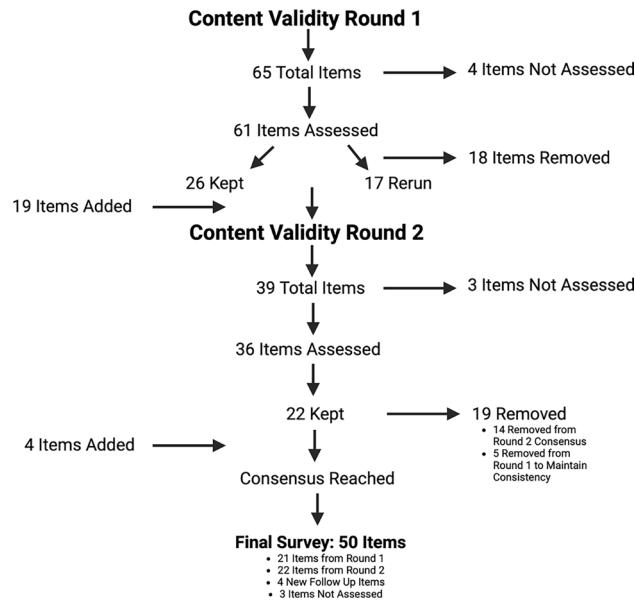 Content Validity Round 1
65 Total Items
4 Items Not Assessed
61 Items Assessed
18 Items Removed
26 Kept
17 Rerun
19 Items Added
Content Validity Round 2
39 Total Items
3 Items Not Assessed
36 Items Assessed
22 Kept
19 Removed
• 14 Removed from
Round 2 Consensus
• 5 Removed from
Round 1 to Maintain
Consistency
4 Items Added
Consensus Reached
Final Survey: 50 Items
• 21 Items from Round 1
• 22 Items from Round 2
• 4 New Follow Up Items
• 3 Items Not Assessed